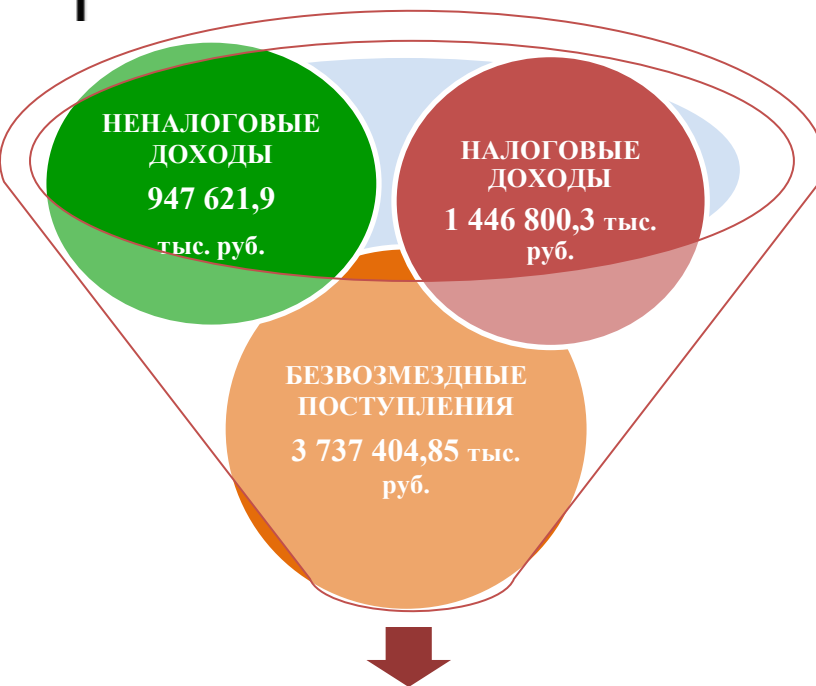 НЕНАЛОГОВЫЕ
ДОХОДЫ
947 621,9
тыс. руб.
НАЛОГОВЫЕ
ДОХОДЫ
1 446 800,3 тыс.
руб.
БЕЗВОЗМЕЗДНЫЕ
ПОСТУПЛЕНИЯ
3 737 404,85 тыс.
руб.